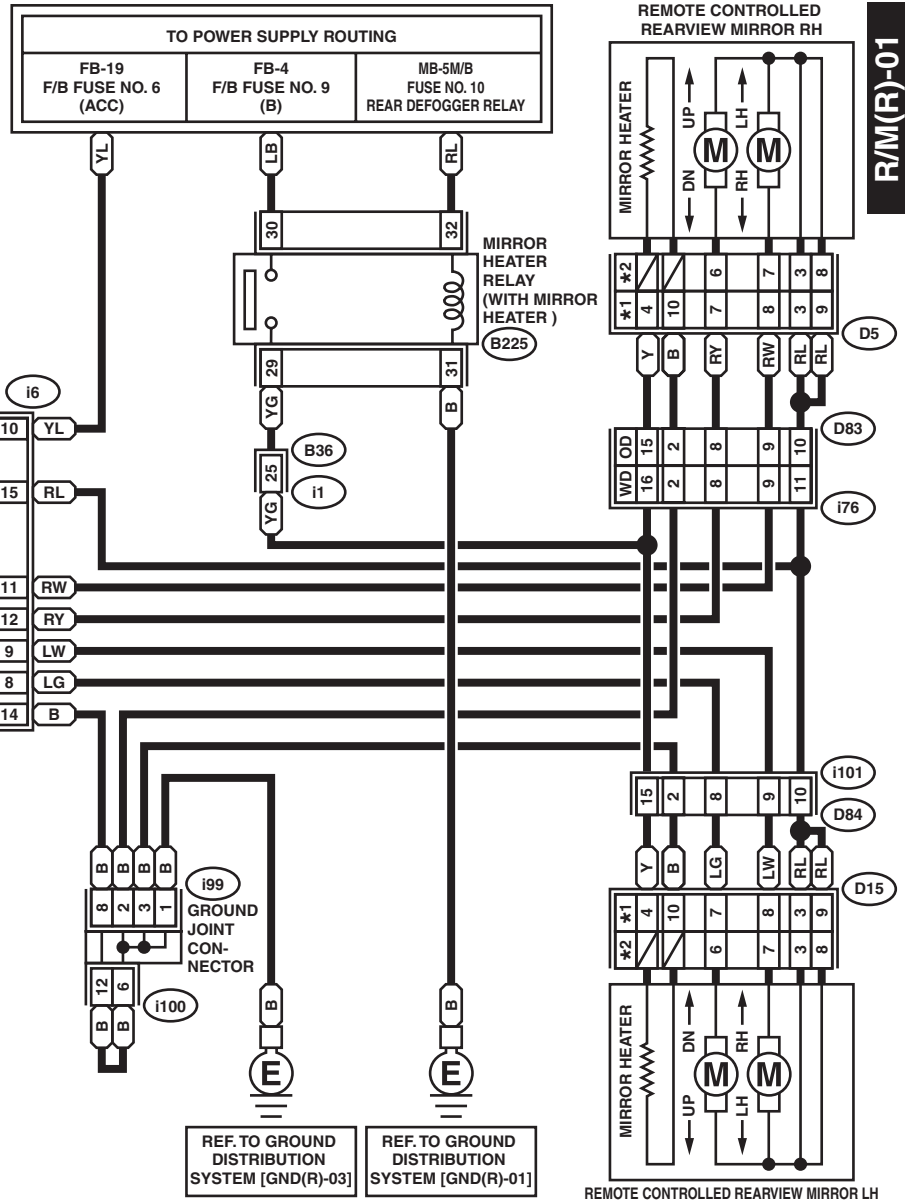 REMOTE CONTROLLED
REARVIEW MIRROR RH
R/M(R)-01
TO POWER SUPPLY ROUTING
FB-19
F/B FUSE NO. 6
(ACC)
FB-4
F/B FUSE NO. 9
(B)
MB-5M/B
FUSE NO. 10
REAR DEFOGGER RELAY
YL
LB
RL
MIRROR HEATER
DN UP
M
RH LH
M
30
32
MIRROR
HEATER
RELAY
(WITH MIRROR
HEATER )
B225
29
31
*2 6 7 3 8
*1 4 10 7 8 3 9
D5
Y B RY RW RL RL
YG
B
B36
25
i1
YG
D83
OD 15 2 8 9 10
WD 16 2 8 9 11
i76
i6
10 YL
15 RL
11 RW
12 RY
9 LW
8 LG
14 B
i101
15 2 8 9 10
D84
Y B LG LW RL RL
D15
*1 4 10 7 8 3 9
*2 6 7 3 8
B B B B
i99
8 2 3 1
GROUND
JOINT
CON-
NECTOR
12 6
i100
B B
B
E
B
E
MIRROR HEATER
UP DN
M
LH RH
M
REF. TO GROUND
DISTRIBUTION
SYSTEM [GND(R)-03]
REF. TO GROUND
DISTRIBUTION
SYSTEM [GND(R)-01]
REMOTE CONTROLLED REARVIEW MIRROR LH